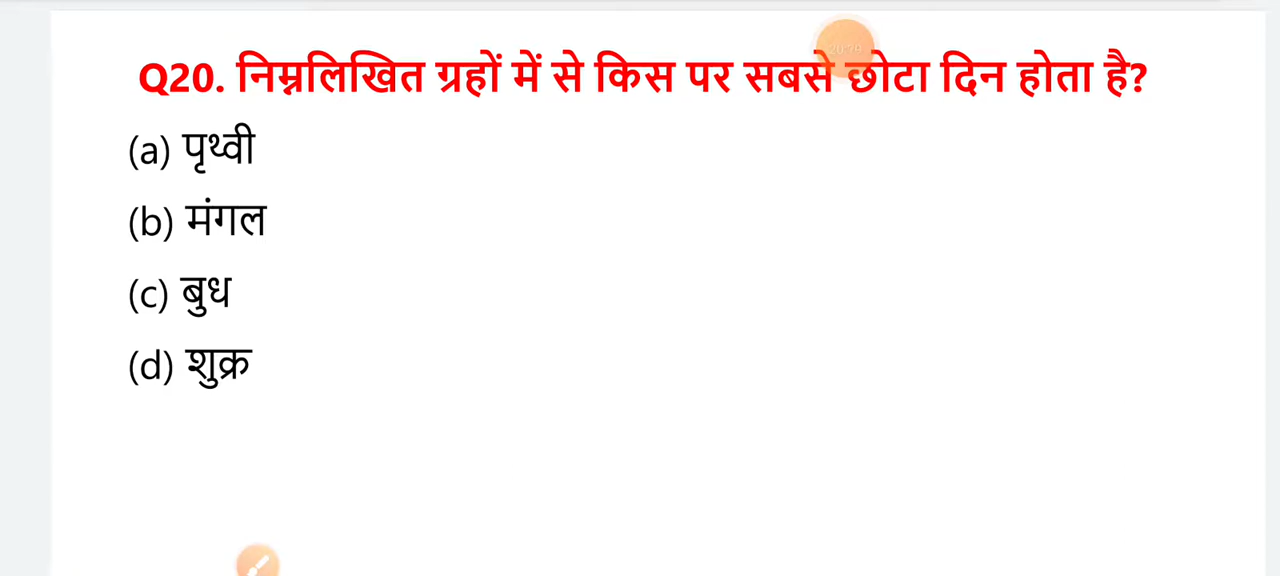 Q20. निम्नलिखित ग्रहों में से किस पर सबसे छोटा दिन होता है?
(a) पृथ्वी
(b) मंगल
(c) बुध
(d) शुक्र